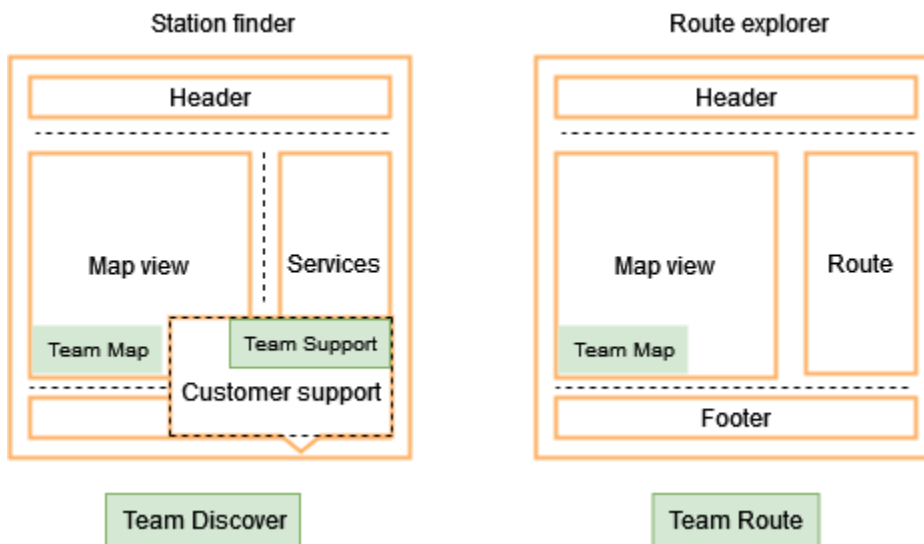 Station finder
Header
Map view
Services
Team Map
Team Support
Customer support
Team Discover
Route explorer
Header
Map view
Route
Team Map
Footer
Team Route